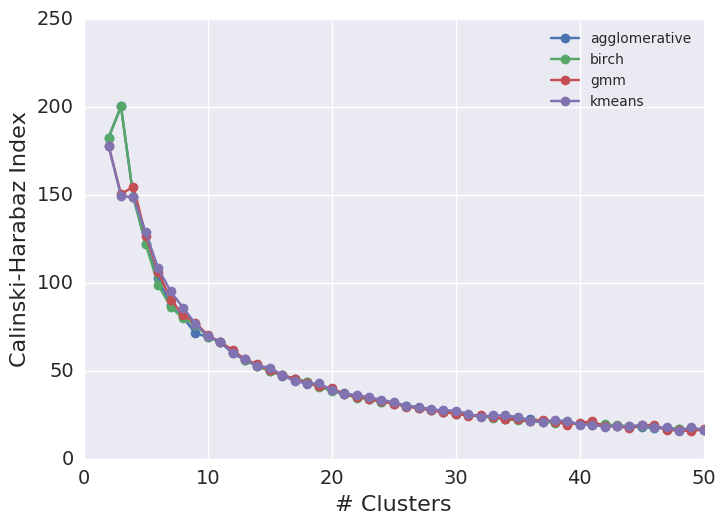 250
200
150
100
50
0
Calinski-Harabaz Index
agglomerative
birch
gmm
kmeans
0 10 20 30 40 50
# Clusters